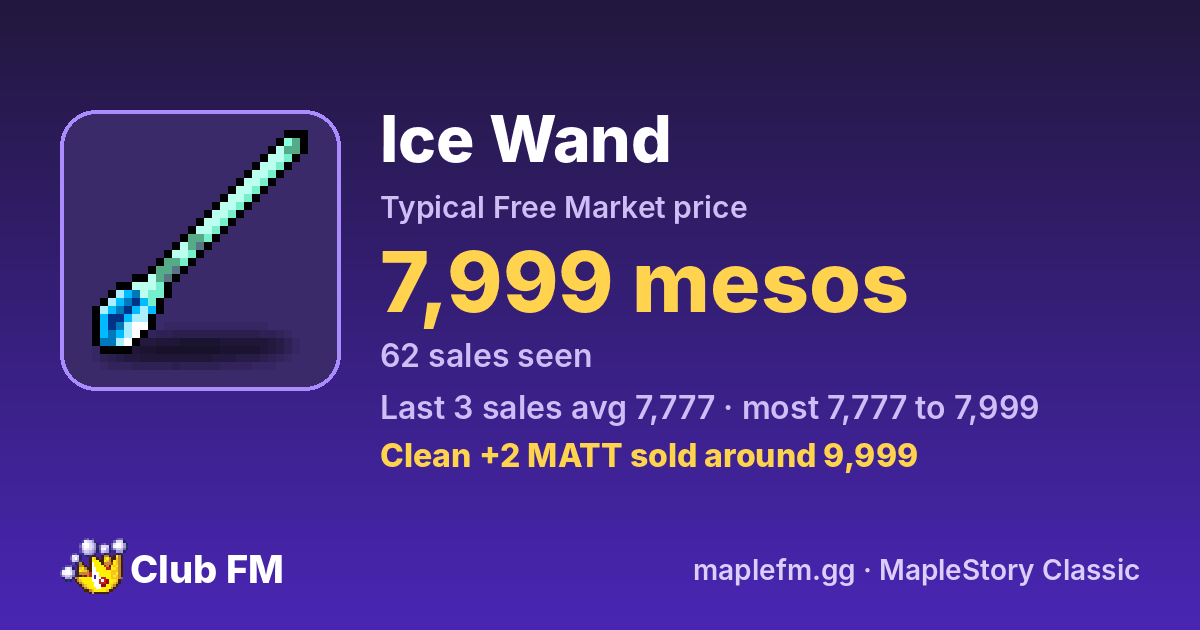 Ice Wand
Typical Free Market price
7,999 mesos
62 sales seen
Last 3 sales avg 7,777 · most 7,777 to 7,999
Clean +2 MATT sold around 9,999
Club FM
maplefm.gg · MapleStory Classic